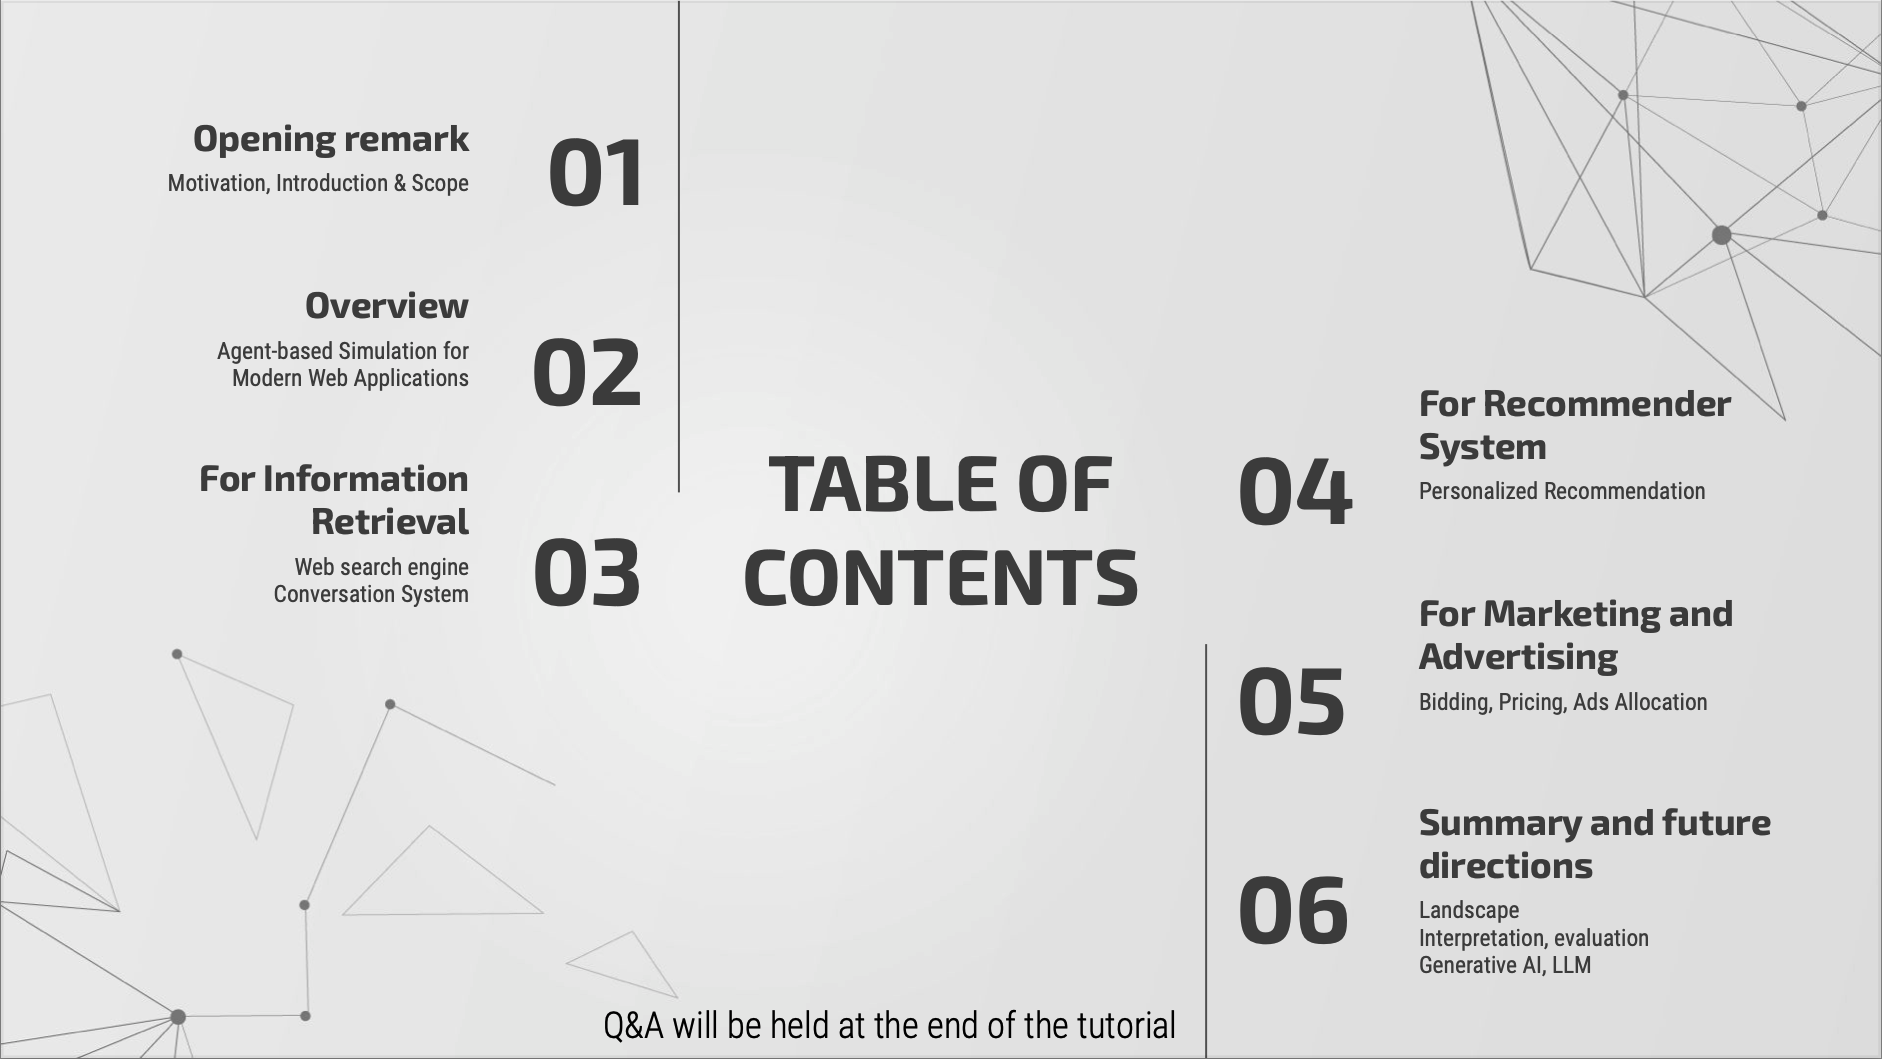 Opening remark
Motivation, Introduction & Scope
01
Overview
Agent-based Simulation for
Modern Web Applications
02
For Information
Retrieval
Web search engine
Conversation System
03
TABLE OF
CONTENTS
04
For Recommender
System
Personalized Recommendation
05
For Marketing and
Advertising
Bidding, Pricing, Ads Allocation
06
Summary and future
directions
Landscape
Interpretation, evaluation
Generative AI, LLM
Q&A will be held at the end of the tutorial